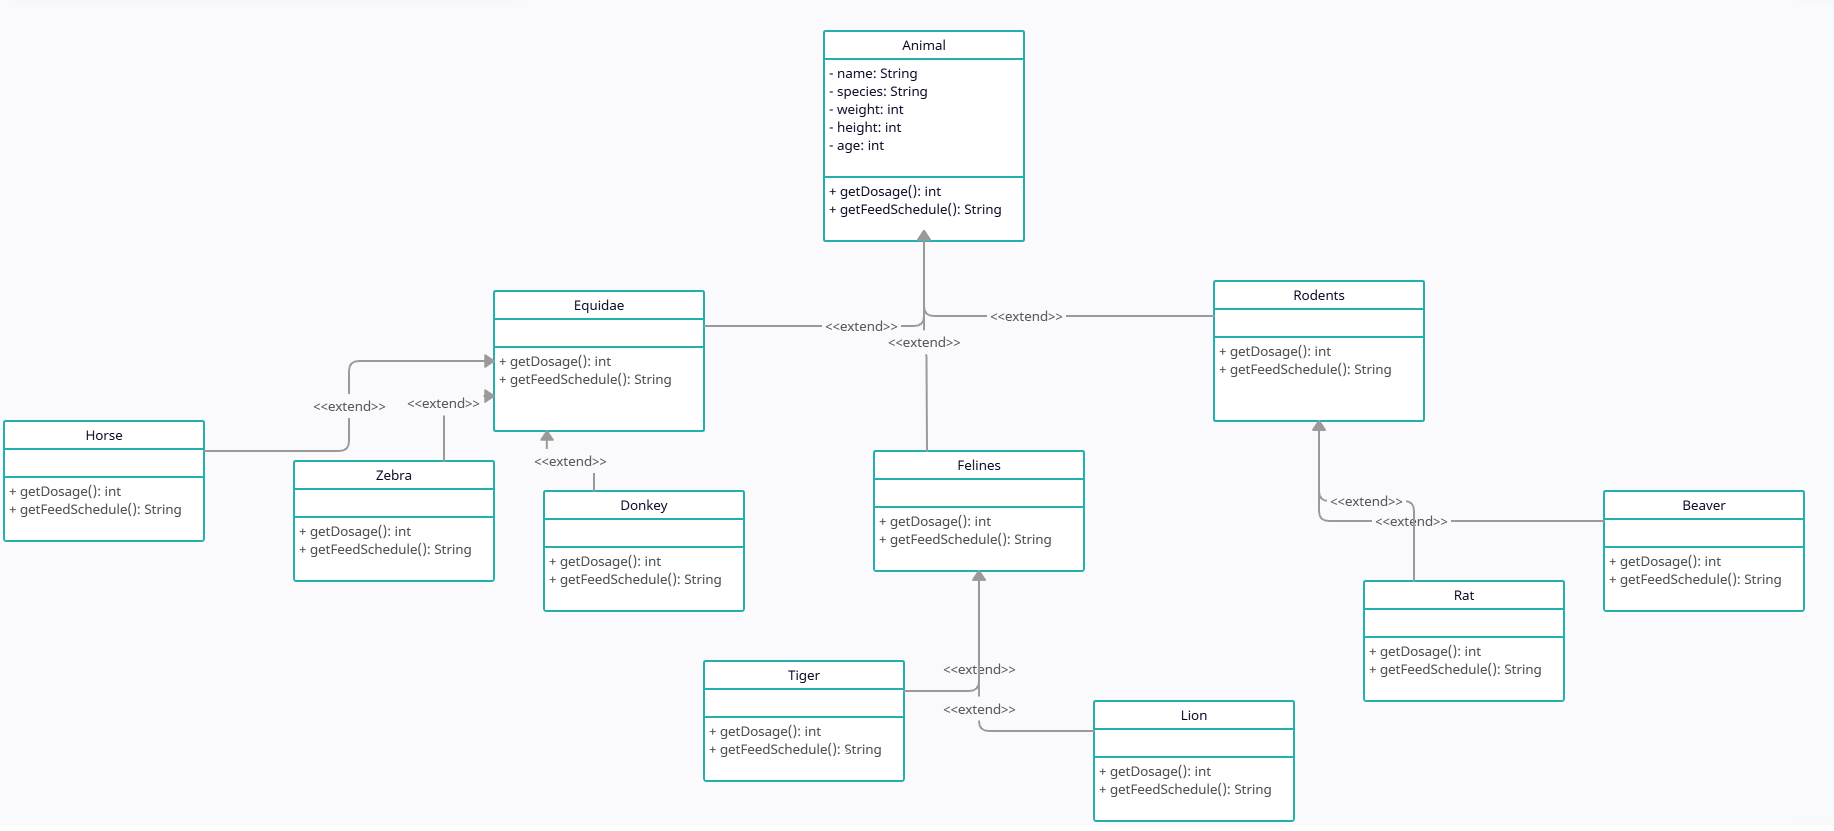 Animal
- name: String
- species: String
- weight: int
- height: int
- age: int
+ getDosage(): int
+ getFeedSchedule(): String
Equidae
+ getDosage(): int
+ getFeedSchedule(): String
Rodents
+ getDosage(): int
+ getFeedSchedule(): String
<<extend>>
<<extend>>
<<extend>>
<<extend>>
<<extend>>
<<extend>>
Horse
+ getDosage(): int
+ getFeedSchedule(): String
Zebra
+ getDosage(): int
+ getFeedSchedule(): String
Donkey
+ getDosage(): int
+ getFeedSchedule(): String
Felines
+ getDosage(): int
+ getFeedSchedule(): String
<<extend>>
<<extend>>
Beaver
+ getDosage(): int
+ getFeedSchedule(): String
Rat
+ getDosage(): int
+ getFeedSchedule(): String
<<extend>>
<<extend>>
Tiger
+ getDosage(): int
+ getFeedSchedule(): String
Lion
+ getDosage(): int
+ getFeedSchedule(): String